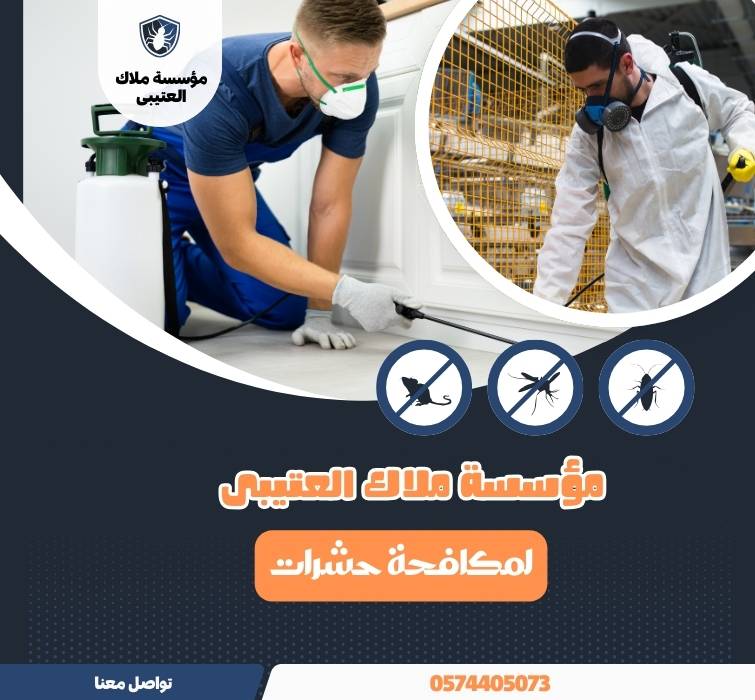 مؤسسة ملاك
العتيبى
مؤسسة ملاك العتيبى
لمكافحة حشرات
تواصل معنا
0574405073